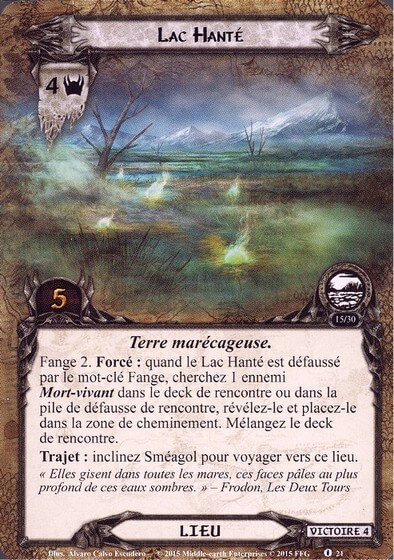 Lac Hanté
4
5
15/30
Terre marécageuse.
Fange 2. Forcé : quand le Lac Hanté est défaussé
par le mot-clé Fange, cherchez 1 ennemi
Mort-vivant dans le deck de rencontre ou dans la
pile de défausse de rencontre, révélez-le et placez-le
dans la zone de cheminement. Mélangez le deck
de rencontre.
Trajet : inclinez Sméagol pour voyager vers ce lieu.
« Elles gisent dans toutes les mares, ces faces pâles au plus
profond de ces eaux sombres. » – Frodon, Les Deux Tours
LIEU
VICTOIRE 4
Illus. Alvaro Calvo Escudero © 2015 Middle-earth Enterprises © 2015 FFG 21